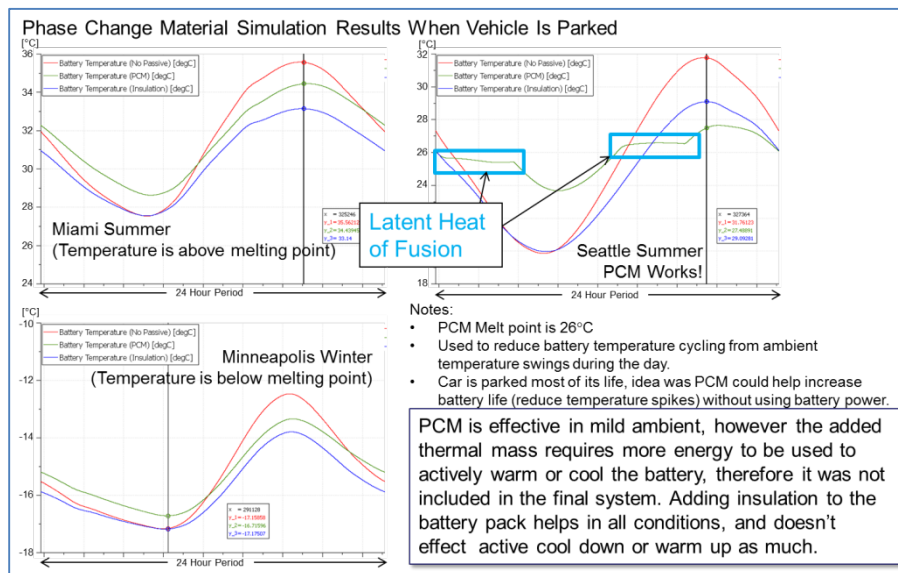 Phase Change Material Simulation Results When Vehicle Is Parked
[°C]
36
34
32
30
28
26
24
Battery Temperature (No Passive) [degC]
Battery Temperature (PCM) [degC]
Battery Temperature (Insulation) [degC]
Miami Summer
(Temperature is above melting point)
x = 325246
24 Hour Period
[°C]
32
30
28
26
24
18
Battery Temperature (No Passive) [degC]
Battery Temperature (PCM) [degC]
Battery Temperature (Insulation) [degC]
Latent Heat
of Fusion
x = 327364
y_1= 31.76123
Seattle Summer
PCM Works!
24 Hour Period
[°C]
-10
-12
-14
-16
-18
Battery Temperature (No Passive) [degC]
Battery Temperature (PCM) [degC]
Battery Temperature (Insulation) [degC]
Minneapolis Winter
(Temperature is below melting point)
x = 291128
24 Hour Period
Notes:
• PCM Melt point is 26°C
• Used to reduce battery temperature cycling from ambient
temperature swings during the day.
• Car is parked most of its life, idea was PCM could help increase
battery life (reduce temperature spikes) without using battery power.
PCM is effective in mild ambient, however the added
thermal mass requires more energy to be used to
actively warm or cool the battery, therefore it was not
included in the final system. Adding insulation to the
battery pack helps in all conditions, and doesn't
effect active cool down or warm up as much.